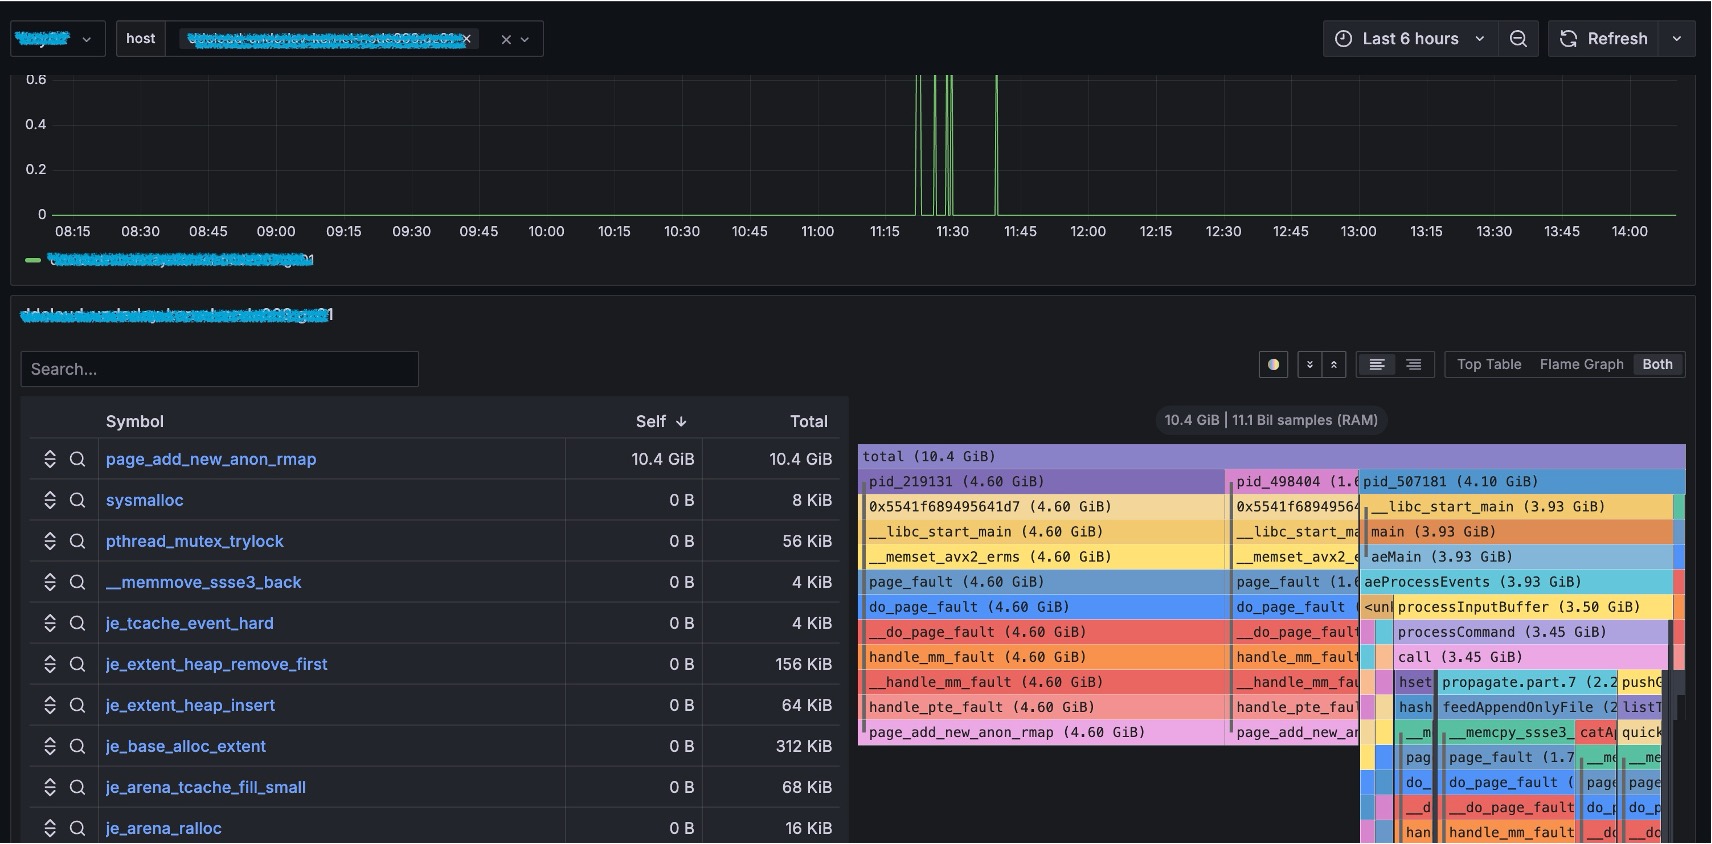 host
Last 6 hours
Refresh
0.6
0.4
0.2
0
08:15 08:30 08:45 09:00 09:15 09:30 09:45 10:00 10:15 10:30 10:45 11:00 11:15 11:30 11:45 12:00 12:15 12:30 12:45 13:00 13:15 13:30 13:45 14:00
Search...
Top Table Flame Graph Both
Symbol Self Total
page_add_new_anon_rmap 10.4 GiB 10.4 GiB
sysmalloc 0 B 8 KiB
pthread_mutex_trylock 0 B 56 KiB
__memmove_ssse3_back 0 B 4 KiB
je_tcache_event_hard 0 B 4 KiB
je_extent_heap_remove_first 0 B 156 KiB
je_extent_heap_insert 0 B 64 KiB
je_base_alloc_extent 0 B 312 KiB
je_arena_tcache_fill_small 0 B 68 KiB
je_arena_ralloc 0 B 16 KiB
10.4 GiB | 11.1 Bil samples (RAM)
total (10.4 GiB)
pid_219131 (4.60 GiB) pid_498404 (1.6 pid_507181 (4.10 GiB)
0x5541f689495641d7 (4.60 GiB) 0x5541f6894956 __libc_start_main (3.93 GiB)
__libc_start_main (4.60 GiB) __libc_start_ma main (3.93 GiB)
__memset_avx2_erms (4.60 GiB) __memset_avx2_e aeMain (3.93 GiB)
page_fault (4.60 GiB) page_fault (1.6 aeProcessEvents (3.93 GiB)
do_page_fault (4.60 GiB) do_page_fault ( <unk processInputBuffer (3.50 GiB)
__do_page_fault (4.60 GiB) __do_page_fault processCommand (3.45 GiB)
handle_mm_fault (4.60 GiB) handle_mm_fault call (3.45 GiB)
__handle_mm_fault (4.60 GiB) __handle_mm_fau hset propagate.part.7 (2.2 push
handle_pte_fault (4.60 GiB) handle_pte_faul hash feedAppendOnlyFile (2 list
page_add_new_anon_rmap (4.60 GiB) page_add_new_ar __m __memcpy_ssse3_ catA quick
pag page_fault (1.7 __me __me
do_ do_page_fault ( page page
__d __do_page_fault do_p do_p
han handle_mm_fault __do __do